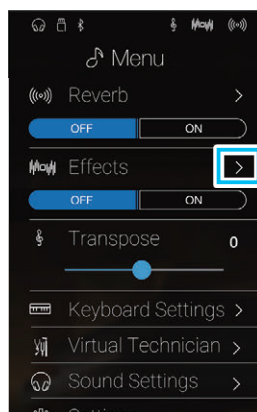 Menu
Reverb >
OFF ON
Effects >
OFF ON
Transpose 0
Keyboard Settings >
Virtual Technician >
Sound Settings >